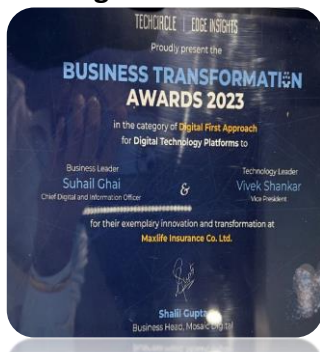 TECHCIRCLE | EDGE INSIGHTS
Proudly present the
BUSINESS TRANSFORMATION
AWARDS 2023
in the category of Digital First Approach
for Digital Technology Platforms to
Business Leader
Suhail Ghai
Chief Digital and Information Officer
&
Technology Leader
Vivek Shankar
Vice President
for their exemplary innovation and transformation at
Maxlife Insurance Co. Ltd.
Shalil Gupta
Business Head, Mosaic Digital